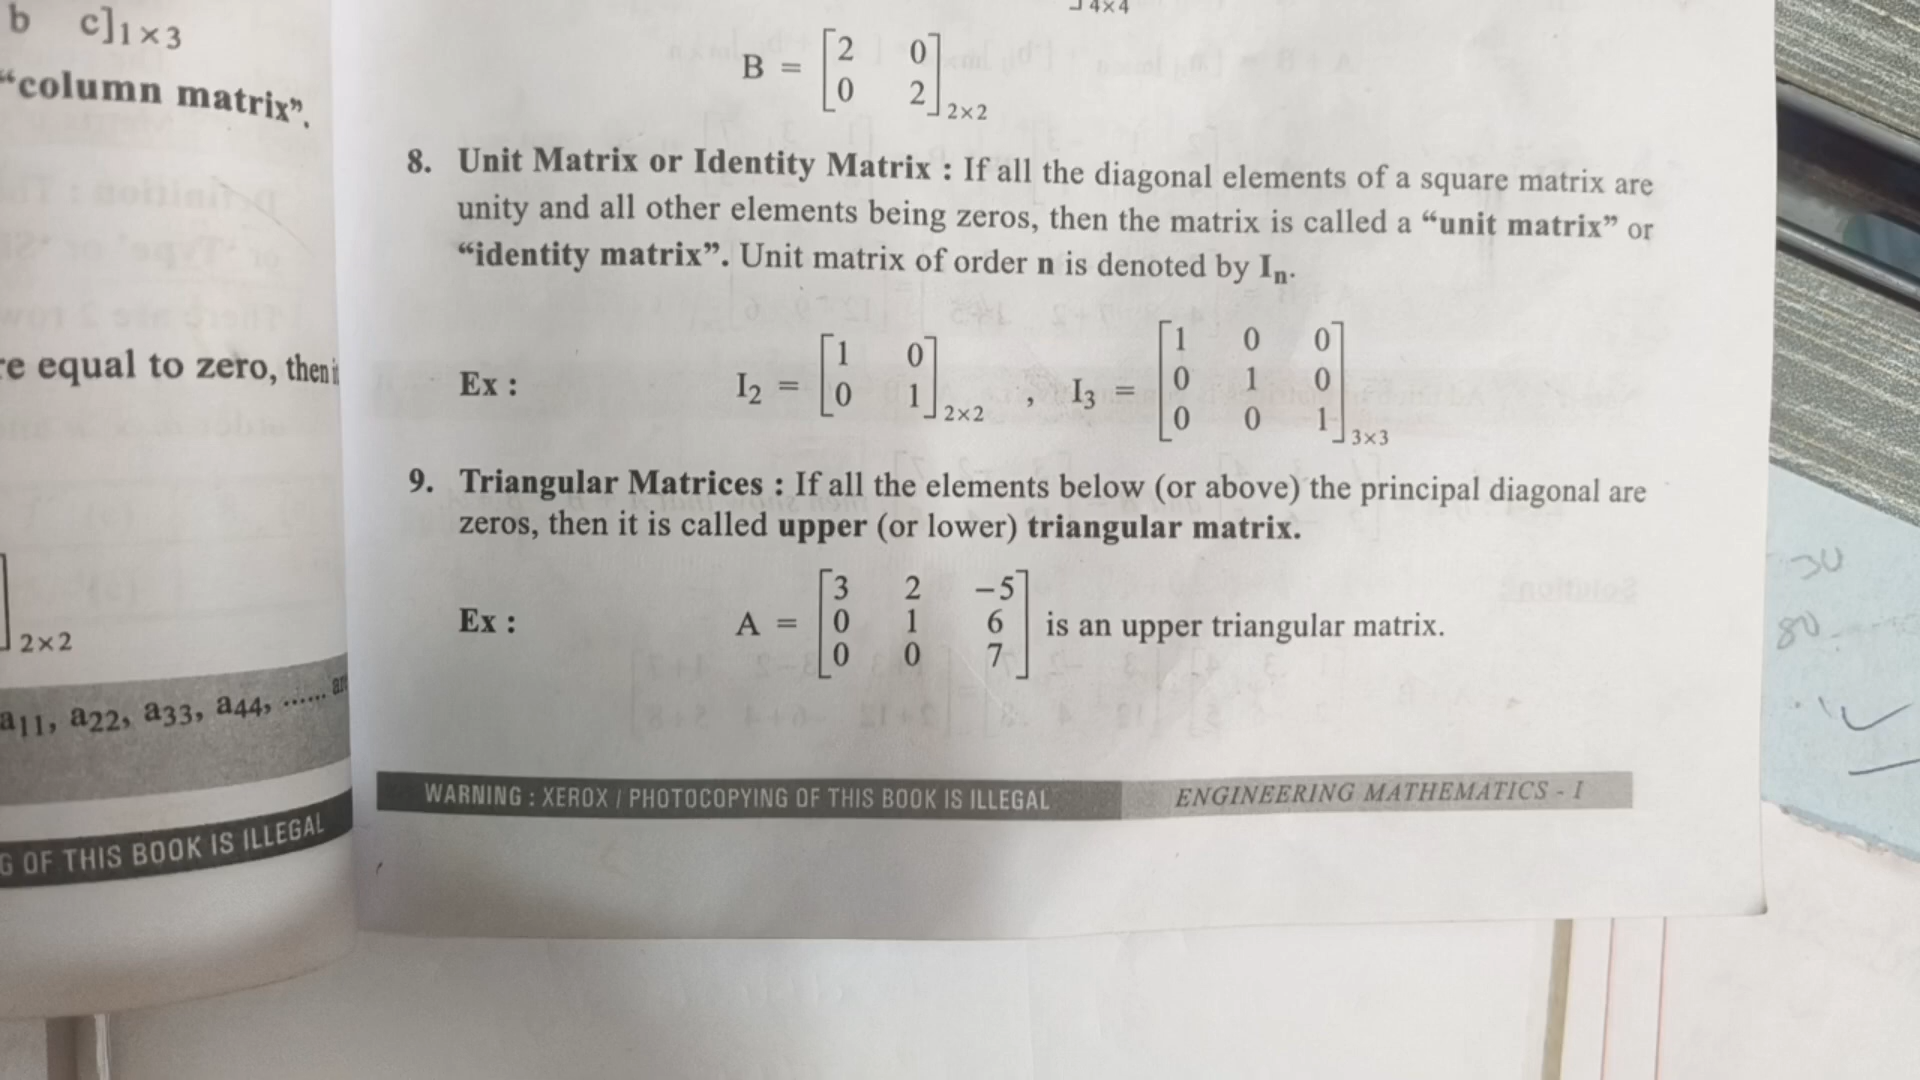 b c]1×3
“column matrix”.
re equal to zero, then it
]2×2
a11, a22, a33, a44, ......
G OF THIS BOOK IS ILLEGAL
]4×4
B = [2 0
0 2]2×2
8. Unit Matrix or Identity Matrix : If all the diagonal elements of a square matrix are
unity and all other elements being zeros, then the matrix is called a “unit matrix” or
“identity matrix”. Unit matrix of order n is denoted by In.
Ex : I2 = [1 0
0 1]2×2 , I3 = [1 0 0
0 1 0
0 0 1]3×3
9. Triangular Matrices : If all the elements below (or above) the principal diagonal are
zeros, then it is called upper (or lower) triangular matrix.
Ex : A = [3 2 −5
0 1 6
0 0 7] is an upper triangular matrix.
WARNING : XEROX / PHOTOCOPYING OF THIS BOOK IS ILLEGAL
ENGINEERING MATHEMATICS - I
80